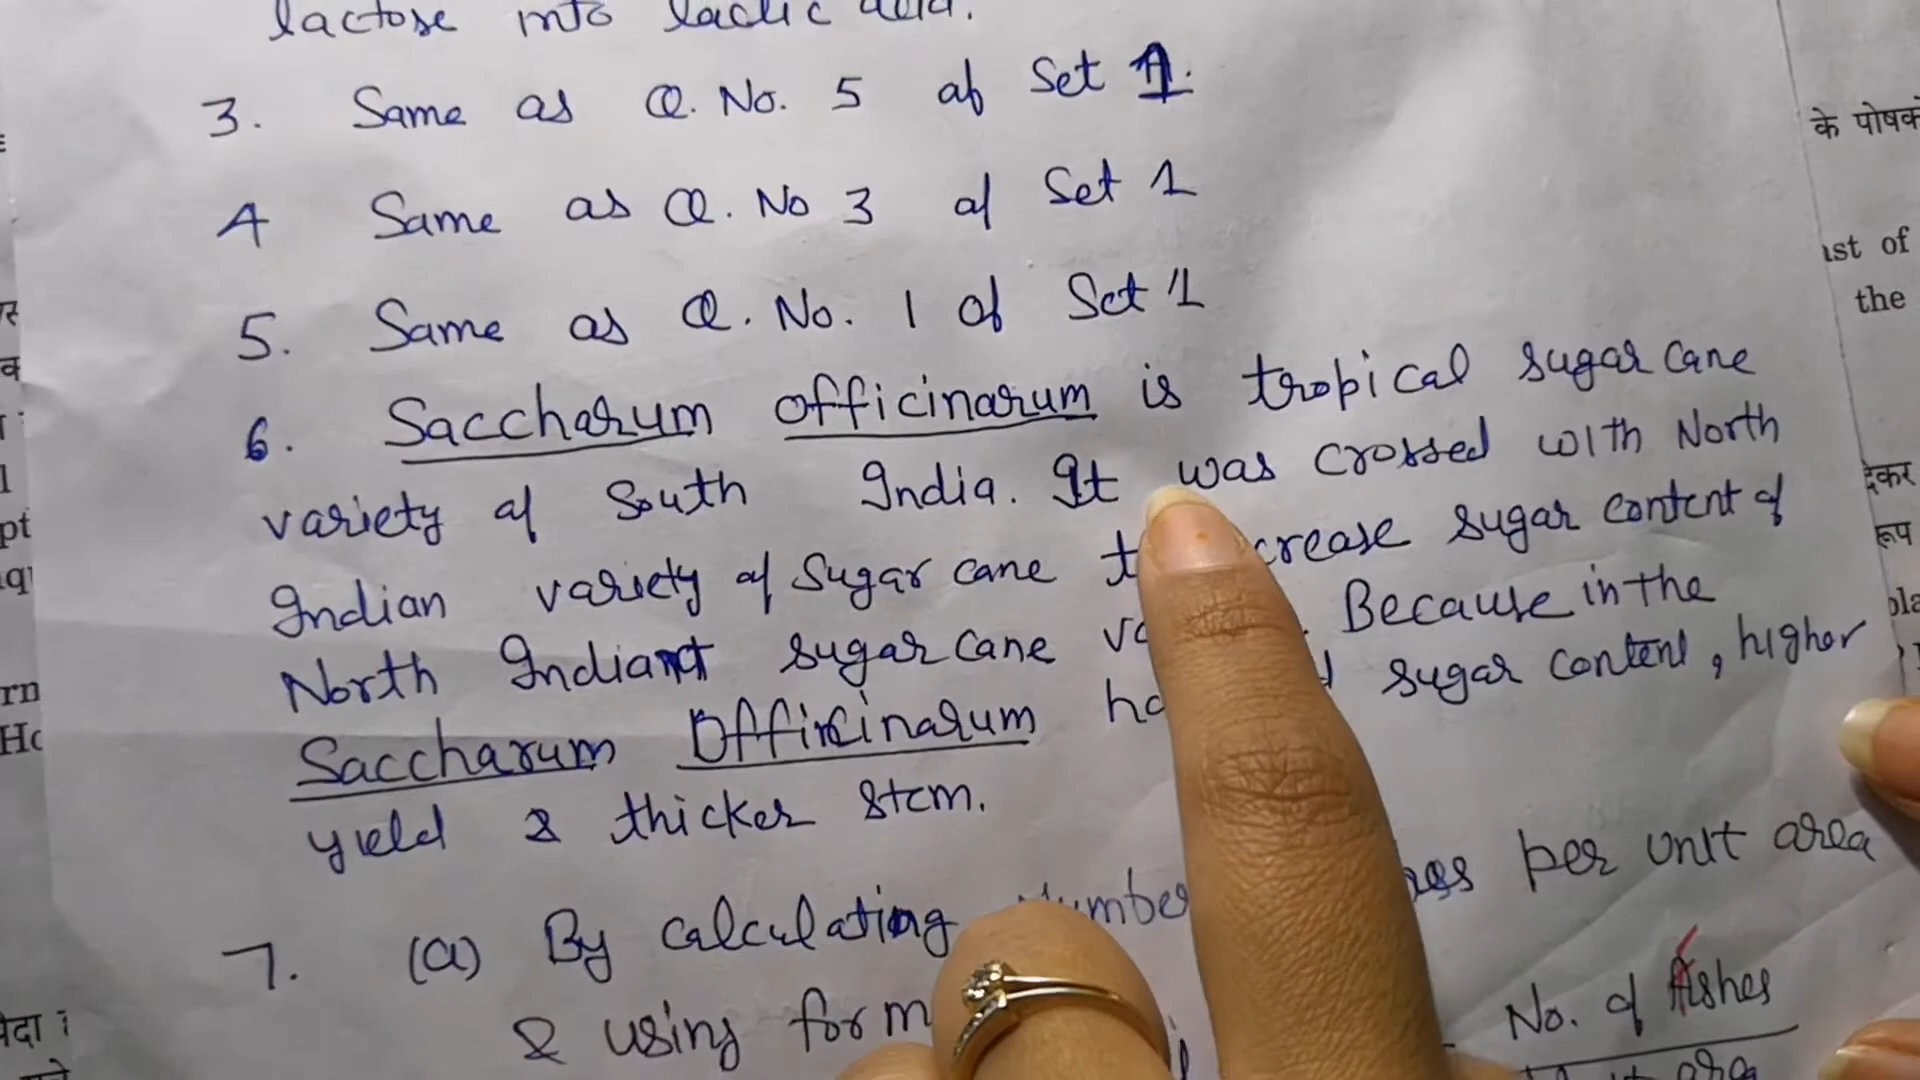 lactose into lactic acid.
3. Same as Q. No. 5 of Set 1.
4 Same as Q. No 3 of Set 1
5. Same as Q. No. 1 of Set 1
6. Saccharum officinarum is tropical sugar cane
variety of South India. It was crossed with North
Indian variety of Sugar cane crease sugar content of
North Indian sugar cane Because in the
Saccharum Officinarum sugar content, higher
yield & thicker stem.
7. (a) By calculating per unit area
& using No. of fishes
area
के
ast of
the
देकर
रूप